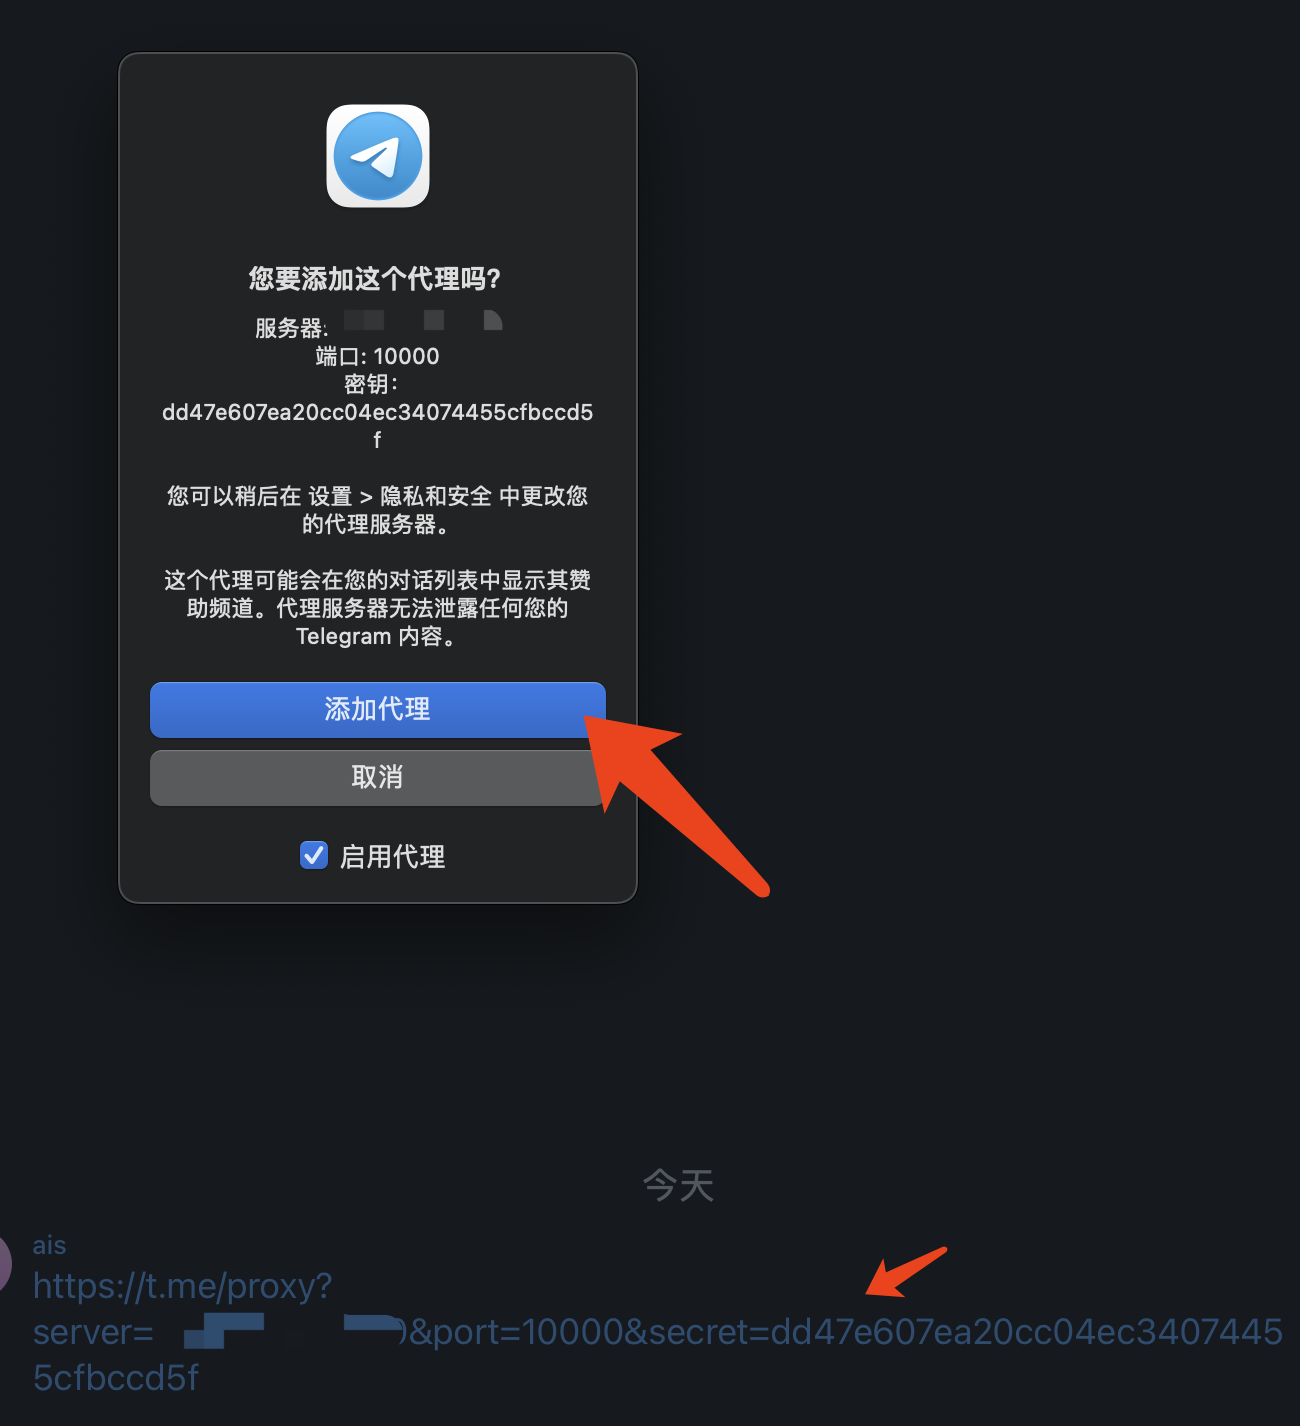 您要添加这个代理吗?
服务器:
端口: 10000
密钥:
dd47e607ea20cc04ec34074455cfbccd5
f
您可以稍后在 设置 > 隐私和安全 中更改您
的代理服务器。
这个代理可能会在您的对话列表中显示其赞
助频道。代理服务器无法泄露任何您的
Telegram 内容。
添加代理
取消
启用代理
今天
ais
https://t.me/proxy?
server= &port=10000&secret=dd47e607ea20cc04ec3407445
5cfbccd5f